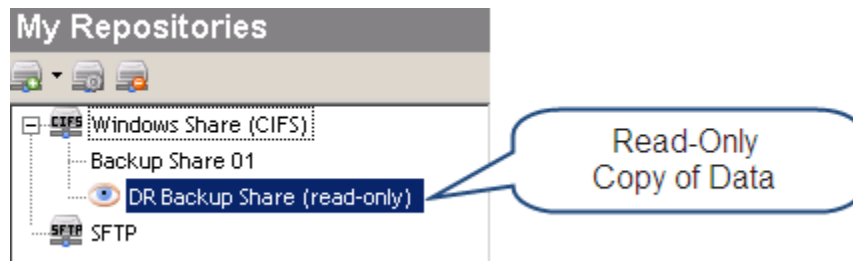 My Repositories
CIFS Windows Share (CIFS)
Backup Share 01
DR Backup Share (read-only)
SFTP SFTP
Read-Only
Copy of Data